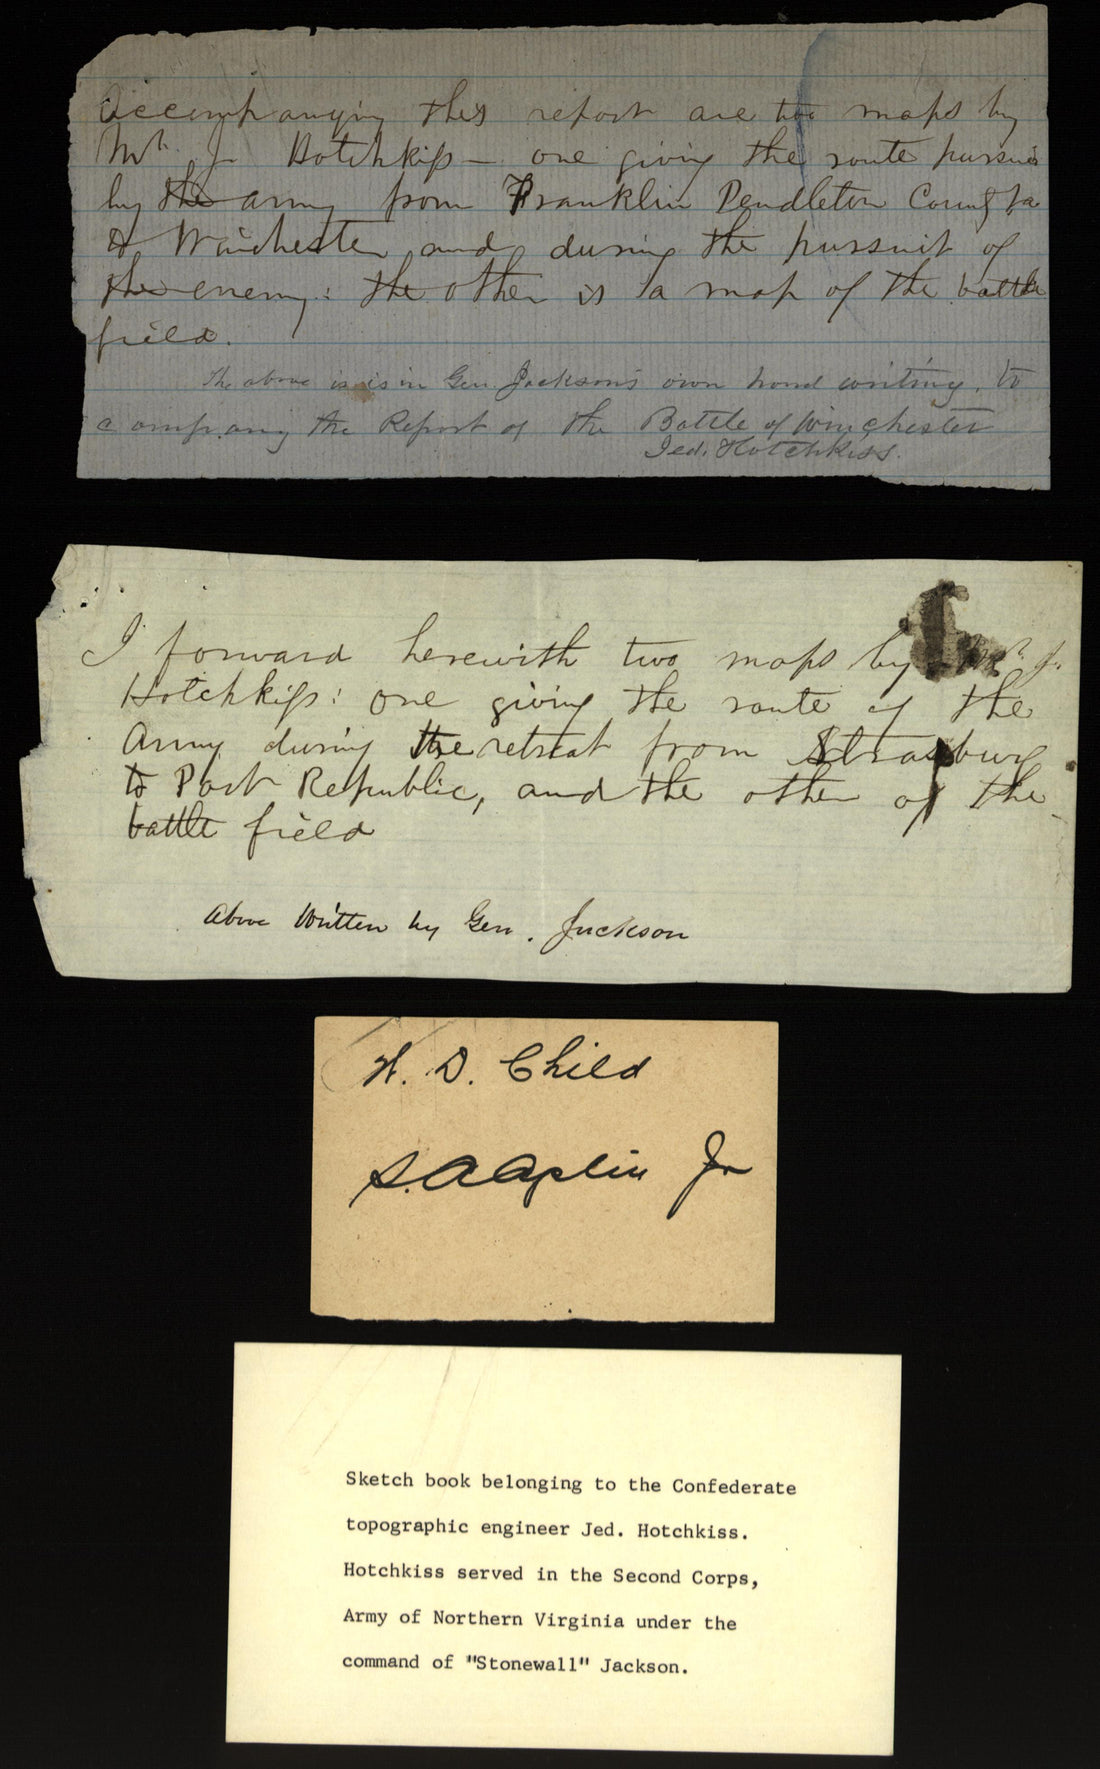 Accompanying this report are two maps by
Mr. J. Hotchkiss — one giving the route pursued
by the army from Franklin Pendleton County Va
to Winchester and during the pursuit of
the enemy: the other is a map of the battle
field.
The above is is in Gen. Jackson's own hand writing, to
accompany the Report of the Battle of Winchester
Jed. Hotchkiss.
I forward herewith two maps by Mr. J.
Hotchkiss: one giving the route of the
Army during the retreat from Strasburg
to Port Republic, and the other of the
battle field
Above Written by Gen. Jackson
H. D. Child
S. A Aplin Jr
Sketch book belonging to the Confederate
topographic engineer Jed. Hotchkiss.
Hotchkiss served in the Second Corps,
Army of Northern Virginia under the
command of "Stonewall" Jackson.